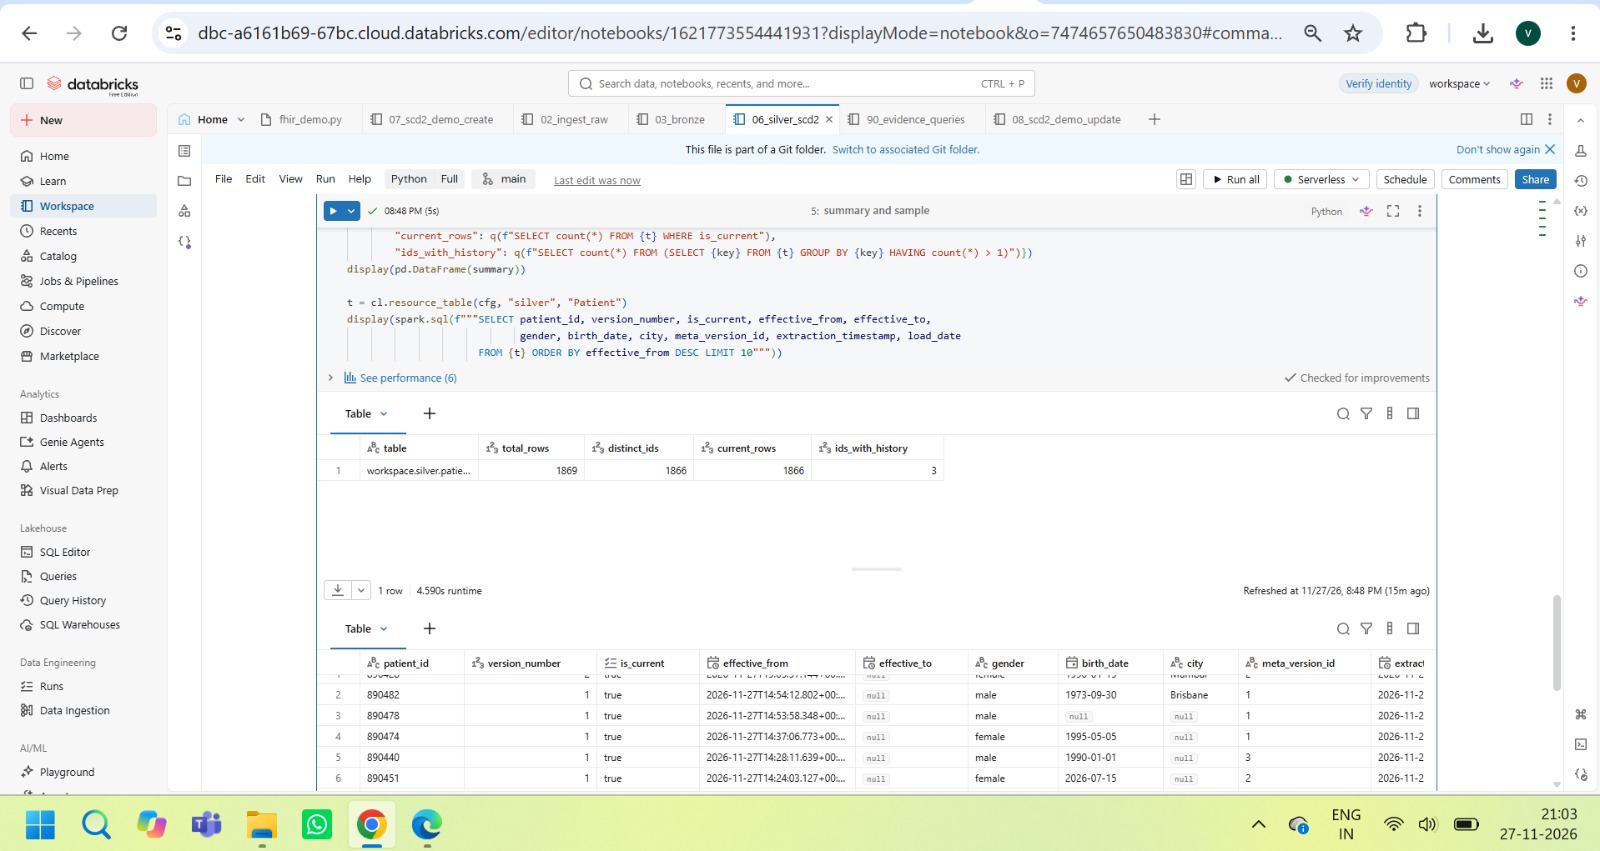 dbc-a6161b69-67bc.cloud.databricks.com/editor/notebooks/1621773554441931?displayMode=notebook&o=7474657650483830#comma...
V
databricks
Free Edition
Search data, notebooks, recents, and more...
CTRL + P
Verify identity
workspace
V
New
Home
Learn
Workspace
Recents
Catalog
Jobs & Pipelines
Compute
Discover
Marketplace
Analytics
Dashboards
Genie Agents
Alerts
Visual Data Prep
Lakehouse
SQL Editor
Queries
Query History
SQL Warehouses
Data Engineering
Runs
Data Ingestion
AI/ML
Playground
Home
fhir_demo.py
07_scd2_demo_create
02_ingest_raw
03_bronze
06_silver_scd2
90_evidence_queries
08_scd2_demo_update
This file is part of a Git folder. Switch to associated Git folder.
Don't show again
File Edit View Run Help Python Full main Last edit was now
Run all Serverless Schedule Comments Share
08:48 PM (5s)
5: summary and sample
Python
"current_rows": q(f"SELECT count(*) FROM {t} WHERE is_current"),
"ids_with_history": q(f"SELECT count(*) FROM (SELECT {key} FROM {t} GROUP BY {key} HAVING count(*) > 1)")})
display(pd.DataFrame(summary))
t = cl.resource_table(cfg, "silver", "Patient")
display(spark.sql(f"""SELECT patient_id, version_number, is_current, effective_from, effective_to,
gender, birth_date, city, meta_version_id, extraction_timestamp, load_date
FROM {t} ORDER BY effective_from DESC LIMIT 10"""))
See performance (6)
Checked for improvements
Table
table total_rows distinct_ids current_rows ids_with_history
1 workspace.silver.patie... 1869 1866 1866 3
1 row 4.590s runtime
Refreshed at 11/27/26, 8:48 PM (15m ago)
Table
patient_id version_number is_current effective_from effective_to gender birth_date city meta_version_id extract
2 890482 1 true 2026-11-27T14:54:12.802+00:... null male 1973-09-30 Brisbane 1 2026-11-2
3 890478 1 true 2026-11-27T14:53:58.348+00:... null male null null 1 2026-11-2
4 890474 1 true 2026-11-27T14:37:06.773+00:... null female 1995-05-05 null 1 2026-11-2
5 890440 1 true 2026-11-27T14:28:11.639+00:... null male 1990-01-01 null 3 2026-11-2
6 890451 1 true 2026-11-27T14:24:03.127+00:... null female 2026-07-15 null 2 2026-11-2
ENG
IN
21:03
27-11-2026